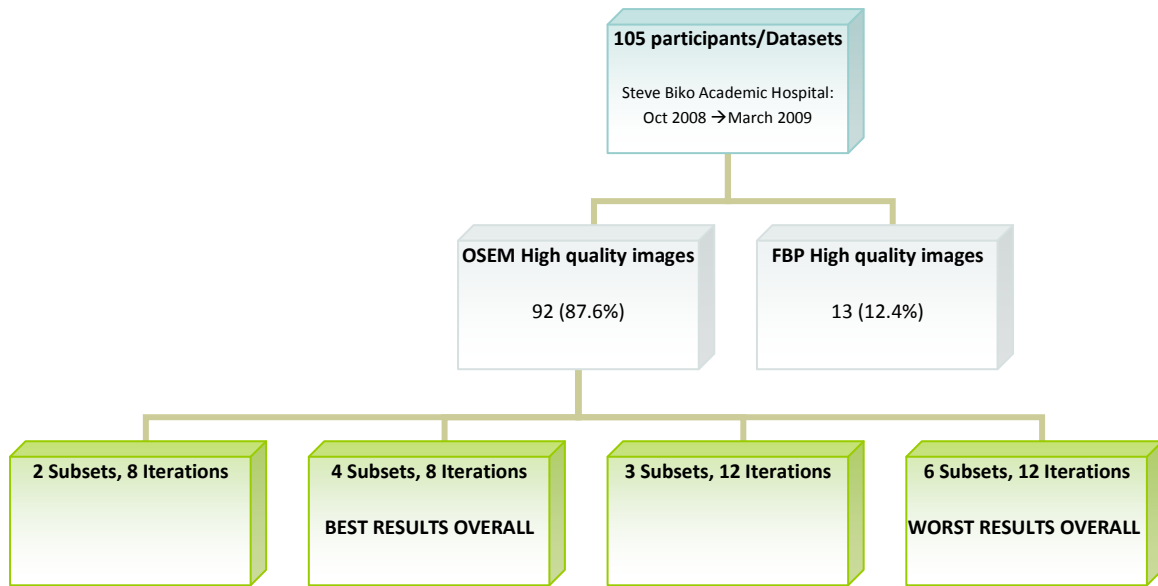 105 participants/Datasets
Steve Biko Academic Hospital:
Oct 2008 →March 2009
OSEM High quality images
92 (87.6%)
FBP High quality images
13 (12.4%)
2 Subsets, 8 Iterations
4 Subsets, 8 Iterations
BEST RESULTS OVERALL
3 Subsets, 12 Iterations
6 Subsets, 12 Iterations
WORST RESULTS OVERALL